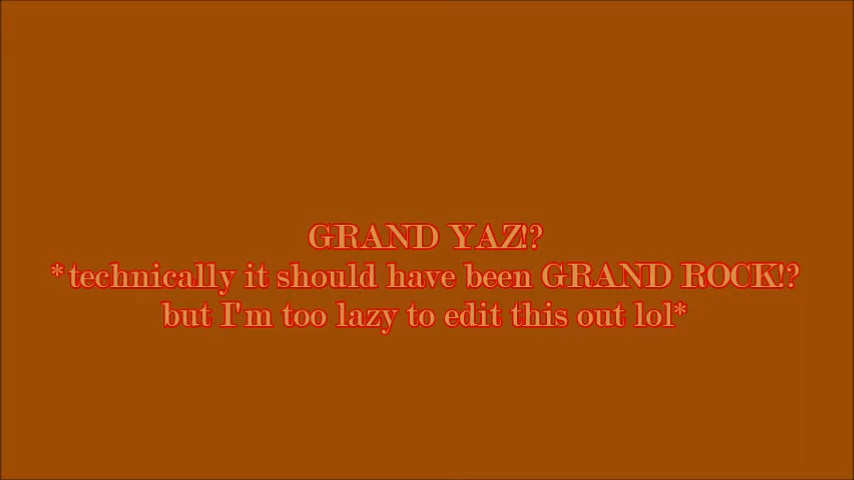 GRAND YAZ!?
*technically it should have been GRAND ROCK!?
but I'm too lazy to edit this out lol*